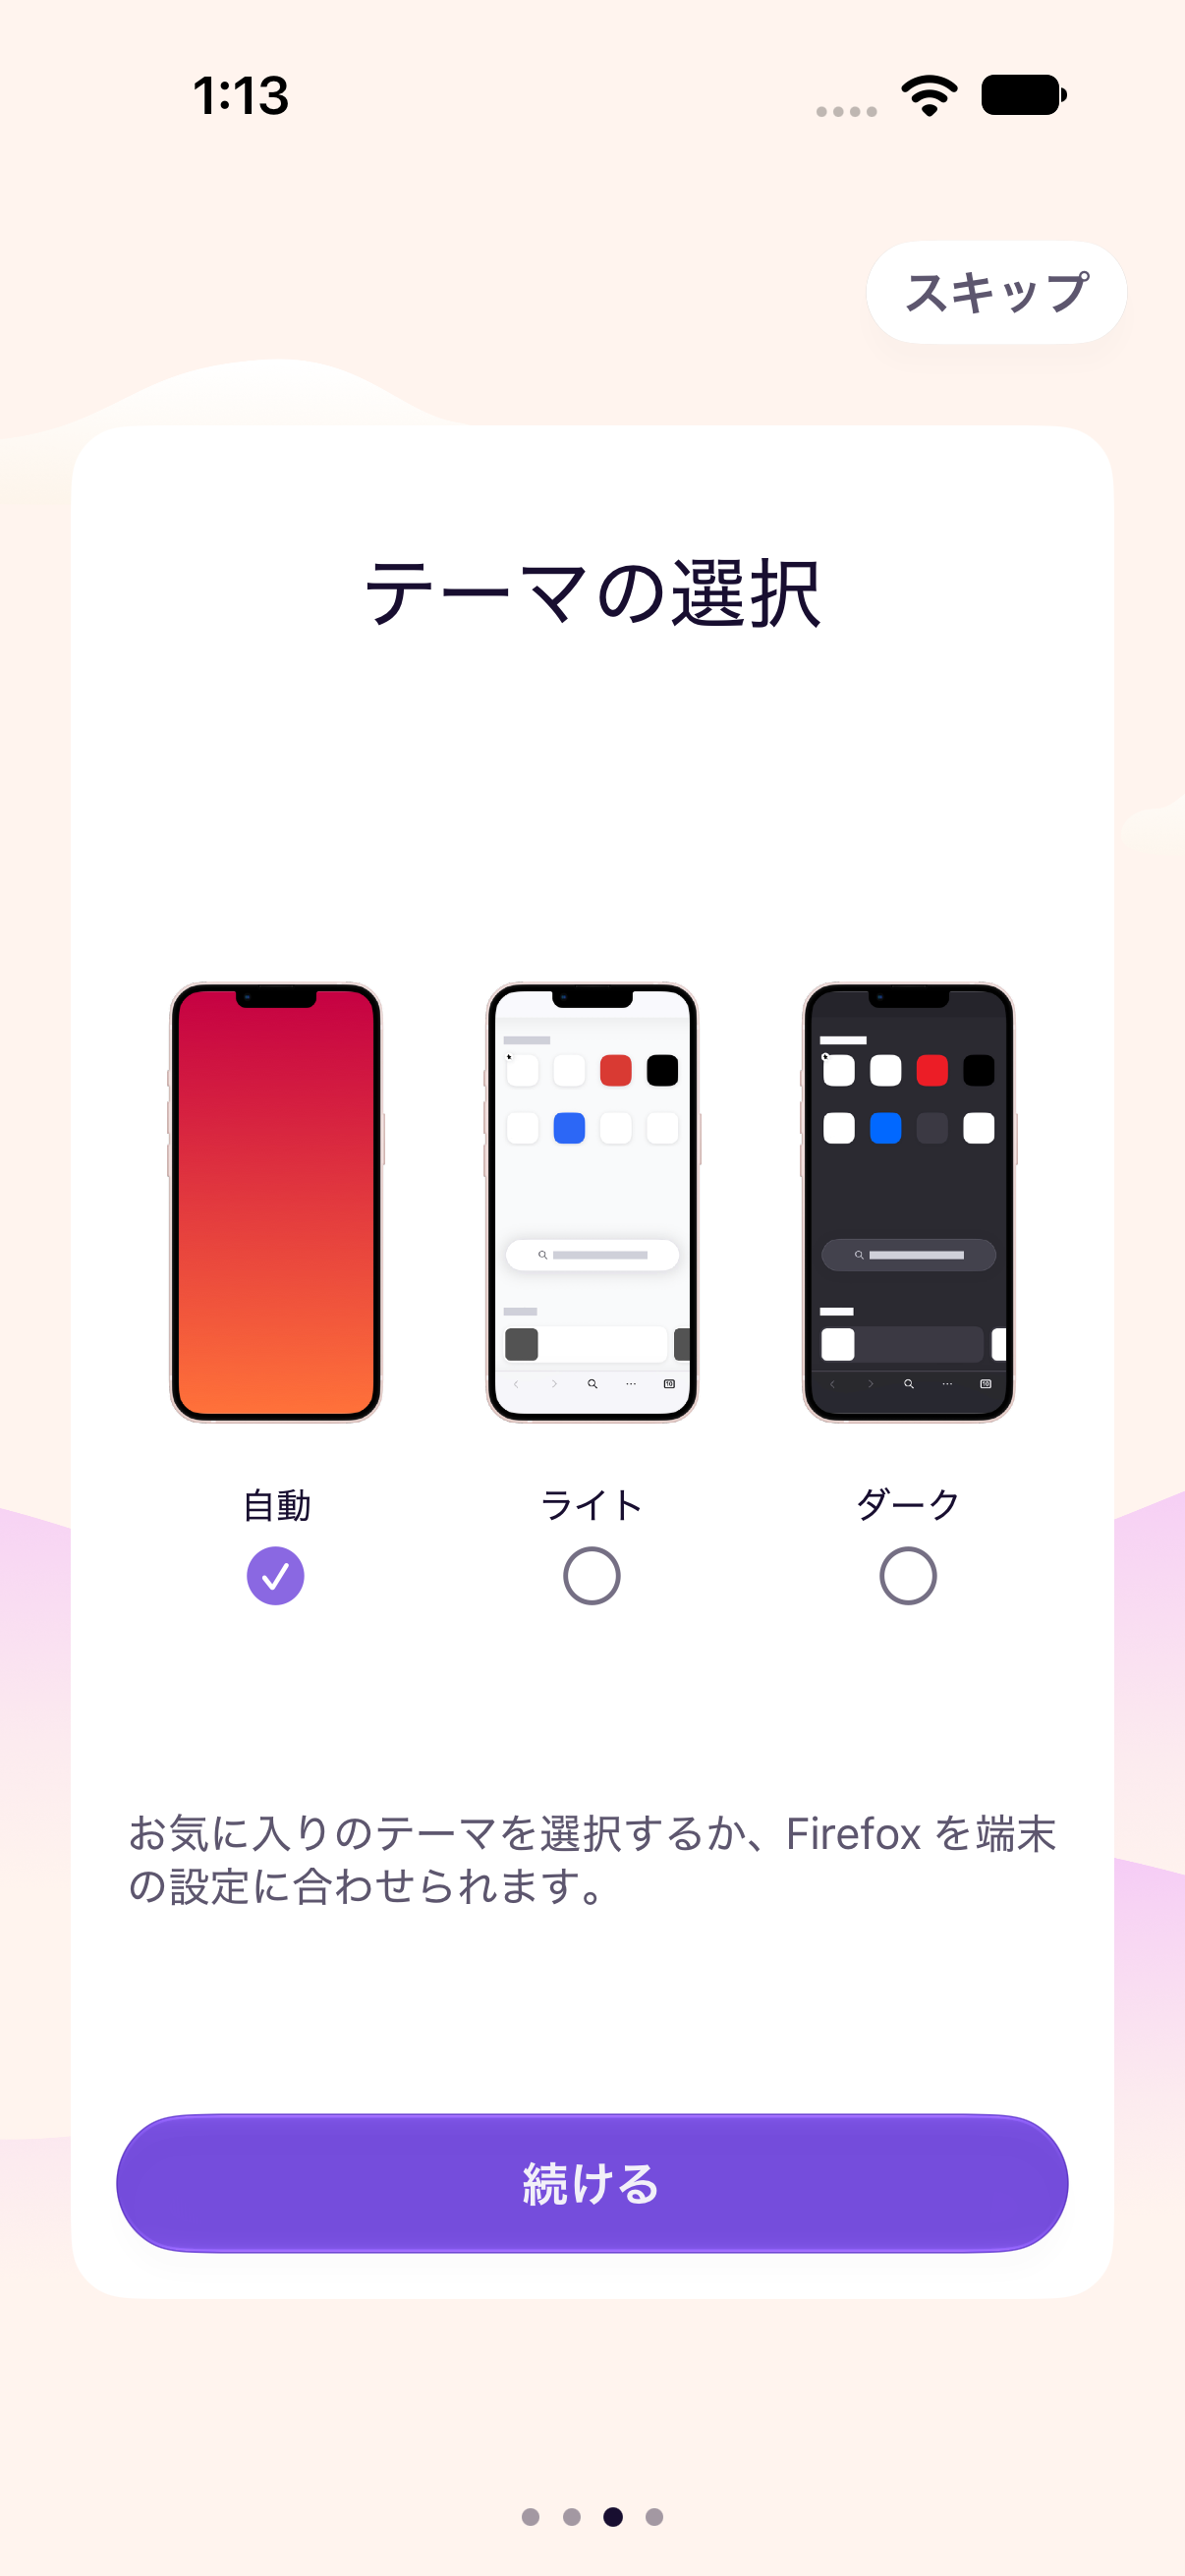 1:13
スキップ
テーマの選択
自動
ライト
ダーク
お気に入りのテーマを選択するか、Firefox を端末
の設定に合わせられます。
続ける